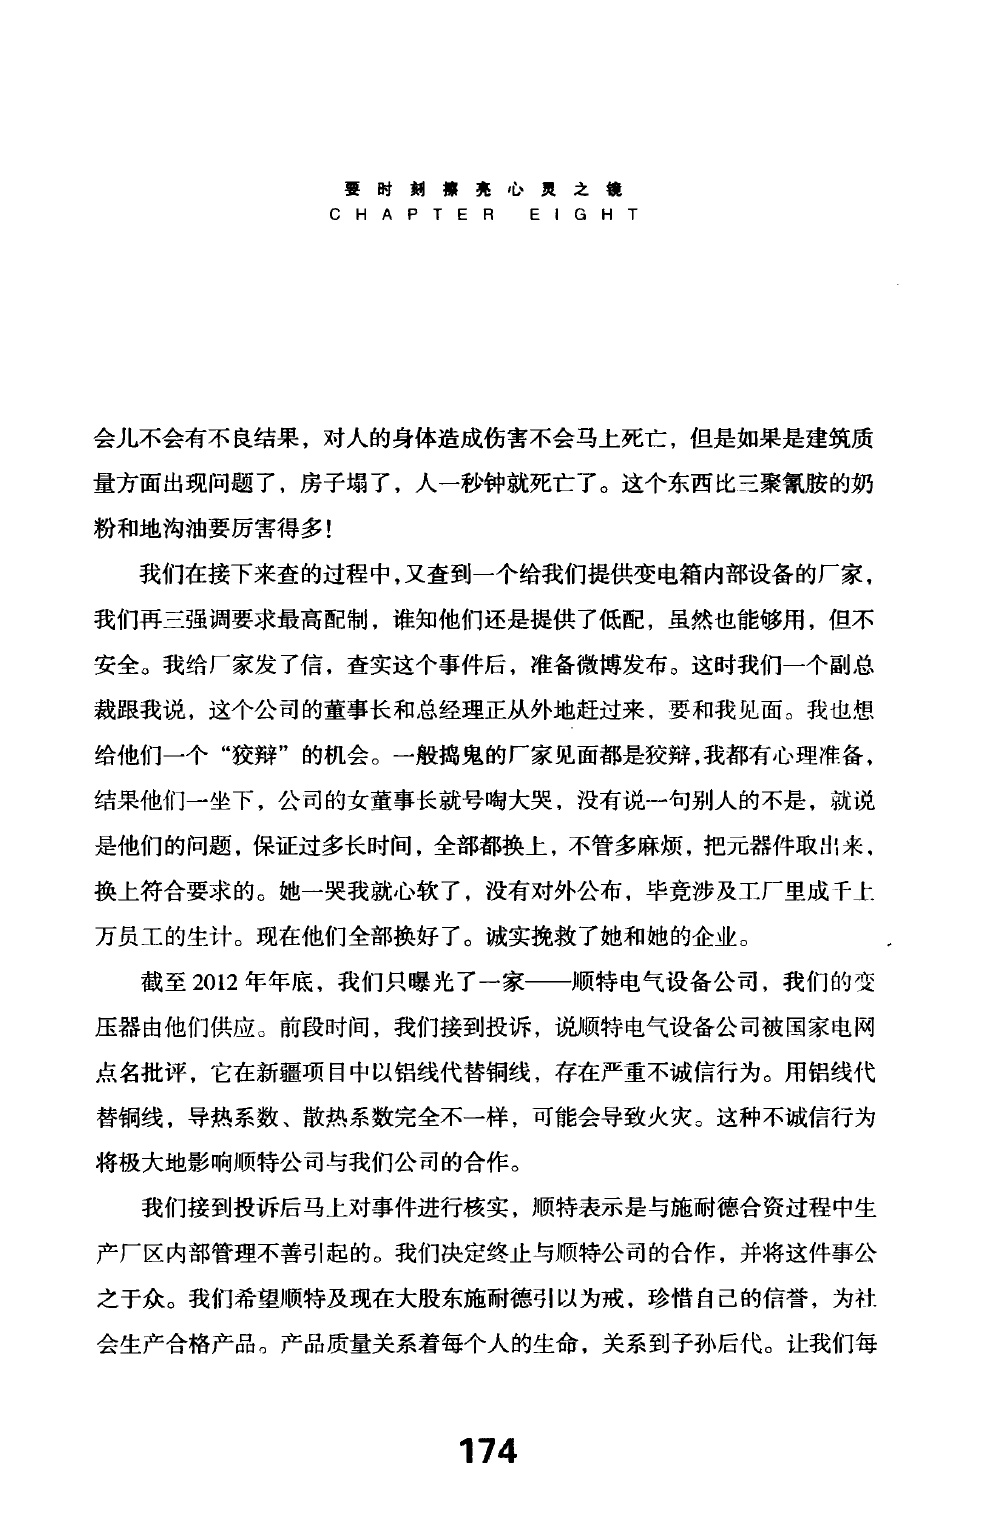 要时刻擦亮心灵之镜
CHAPTER EIGHT
会儿不会有不良结果，对人的身体造成伤害不会马上死亡，但是如果是建筑质
量方面出现问题了，房子塌了，人一秒钟就死亡了。这个东西比三聚氰胺的奶
粉和地沟油要厉害得多！
我们在接下来查的过程中，又查到一个给我们提供变电箱内部设备的厂家，
我们再三强调要求最高配制，谁知他们还是提供了低配，虽然也能够用，但不
安全。我给厂家发了信，查实这个事件后，准备微博发布。这时我们一个副总
裁跟我说，这个公司的董事长和总经理正从外地赶过来，要和我见面。我也想
给他们一个“狡辩”的机会。一般捣鬼的厂家见面都是狡辩，我都有心理准备，
结果他们一坐下，公司的女董事长就号啕大哭，没有说一句别人的不是，就说
是他们的问题，保证过多长时间，全部都换上，不管多麻烦，把元器件取出来，
换上符合要求的。她一哭我就心软了，没有对外公布，毕竟涉及工厂里成千上
万员工的生计。现在他们全部换好了。诚实挽救了她和她的企业。
截至 2012 年年底，我们只曝光了一家——顺特电气设备公司，我们的变
压器由他们供应。前段时间，我们接到投诉，说顺特电气设备公司被国家电网
点名批评，它在新疆项目中以铝线代替铜线，存在严重不诚信行为。用铝线代
替铜线，导热系数、散热系数完全不一样，可能会导致火灾。这种不诚信行为
将极大地影响顺特公司与我们公司的合作。
我们接到投诉后马上对事件进行核实，顺特表示是与施耐德合资过程中生
产厂区内部管理不善引起的。我们决定终止与顺特公司的合作，并将这件事公
之于众。我们希望顺特及现在大股东施耐德引以为戒，珍惜自己的信誉，为社
会生产合格产品。产品质量关系着每个人的生命，关系到子孙后代。让我们每
174